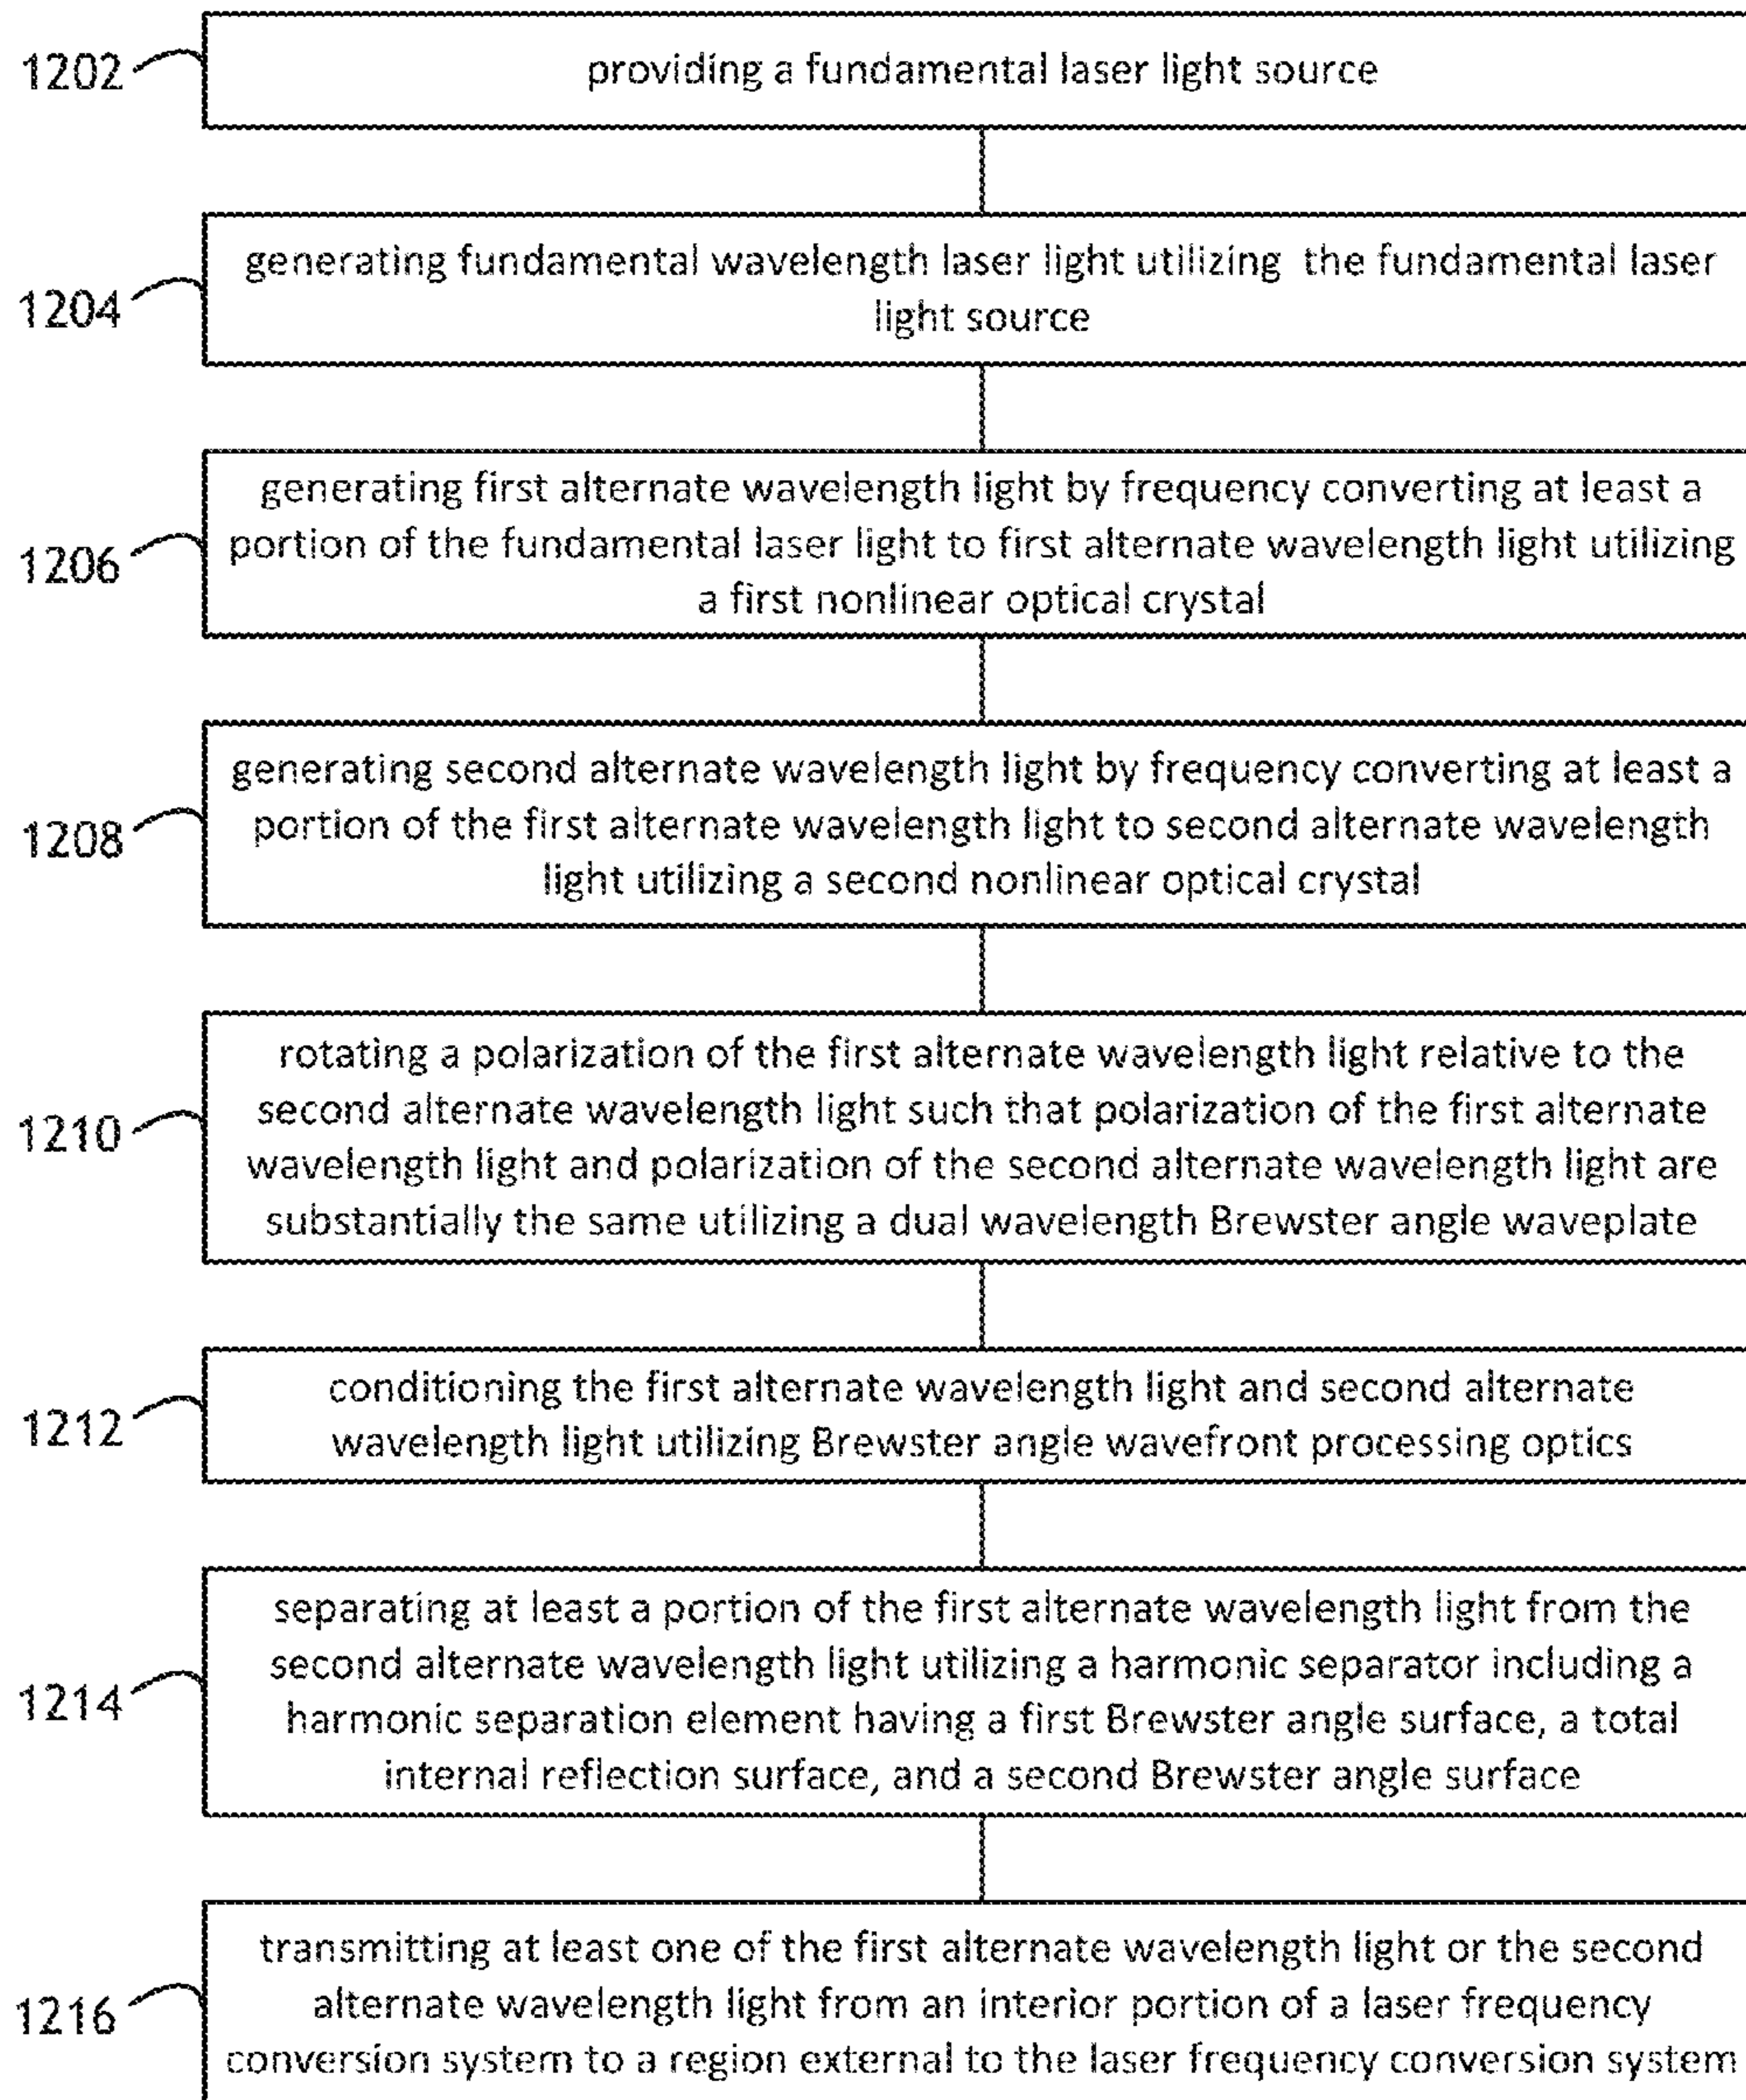 1202
providing a fundamental laser light source
1204
generating fundamental wavelength laser light utilizing the fundamental laser
light source
1206
generating first alternate wavelength light by frequency converting at least a
portion of the fundamental laser light to first alternate wavelength light utilizing
a first nonlinear optical crystal
1208
generating second alternate wavelength light by frequency converting at least a
portion of the first alternate wavelength light to second alternate wavelength
light utilizing a second nonlinear optical crystal
1210
rotating a polarization of the first alternate wavelength light relative to the
second alternate wavelength light such that polarization of the first alternate
wavelength light and polarization of the second alternate wavelength light are
substantially the same utilizing a dual wavelength Brewster angle waveplate
1212
conditioning the first alternate wavelength light and second alternate
wavelength light utilizing Brewster angle wavefront processing optics
1214
separating at least a portion of the first alternate wavelength light from the
second alternate wavelength light utilizing a harmonic separator including a
harmonic separation element having a first Brewster angle surface, a total
internal reflection surface, and a second Brewster angle surface
1216
transmitting at least one of the first alternate wavelength light or the second
alternate wavelength light from an interior portion of a laser frequency
conversion system to a region external to the laser frequency conversion system